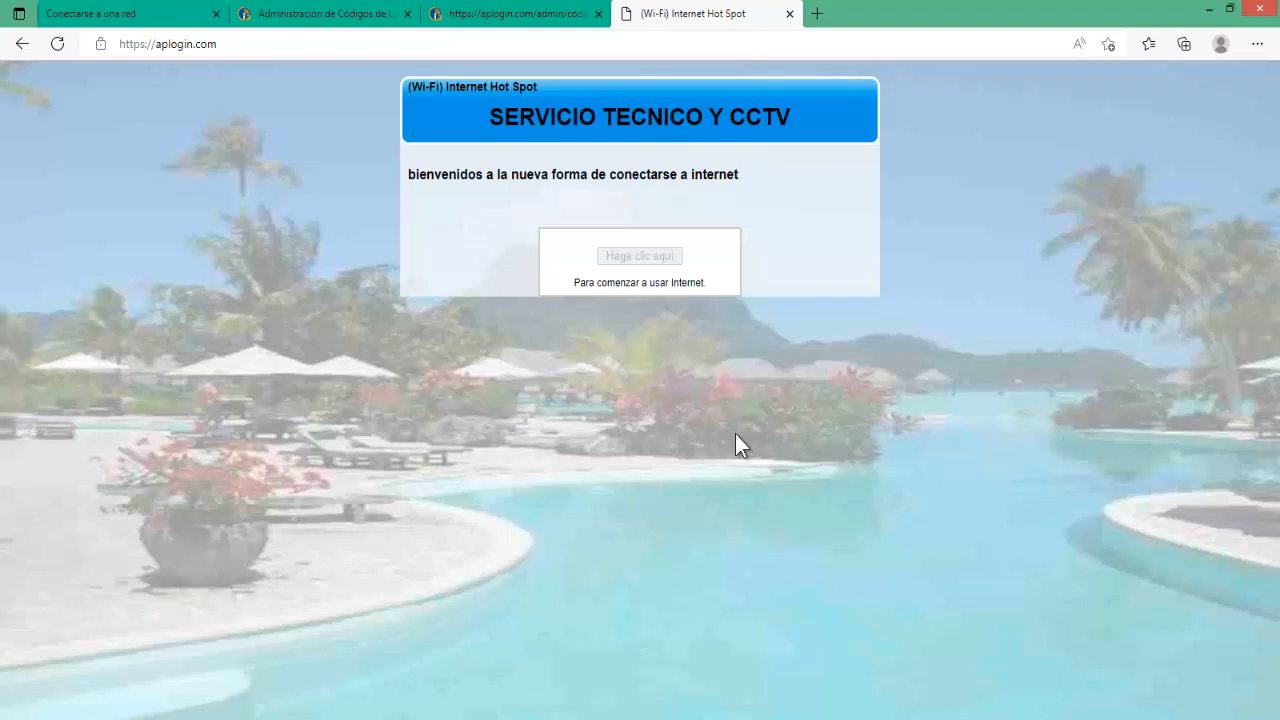 Conectarse a una red
Administración de Códigos de
https://aplogin.com/admin/codi
(Wi-Fi) Internet Hot Spot
https://aplogin.com
(Wi-Fi) Internet Hot Spot
SERVICIO TECNICO Y CCTV
bienvenidos a la nueva forma de conectarse a internet
Haga clic aqui
Para comenzar a usar Internet.